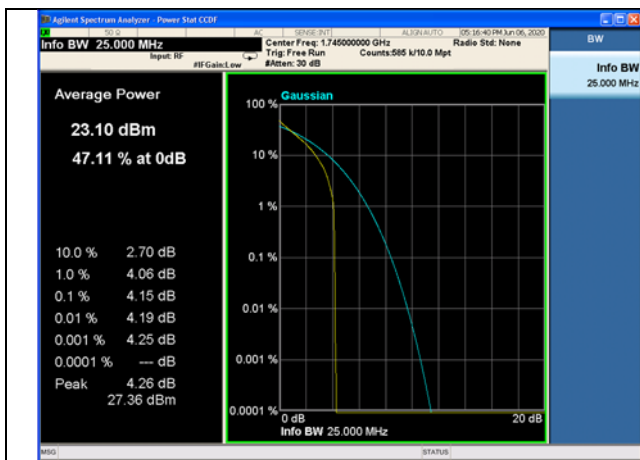 Agilent Spectrum Analyzer - Power Stat CCDF
50 Ω AC SENSE:INT ALIGN AUTO 05:16:40 PM Jun 06, 2020
Info BW 25.000 MHz
Center Freq: 1.745000000 GHz
Radio Std: None
Input: RF
Trig: Free Run
Counts:585 k/10.0 Mpt
#IFGain:Low
#Atten: 30 dB
BW
Info BW
25.000 MHz
Average Power
23.10 dBm
47.11 % at 0dB
10.0 % 2.70 dB
1.0 % 4.06 dB
0.1 % 4.15 dB
0.01 % 4.19 dB
0.001 % 4.25 dB
0.0001 % --- dB
Peak 4.26 dB
27.36 dBm
Gaussian
100 %
10 %
1 %
0.1 %
0.01 %
0.001 %
0.0001 %
0 dB
20 dB
Info BW 25.000 MHz
MSG
STATUS